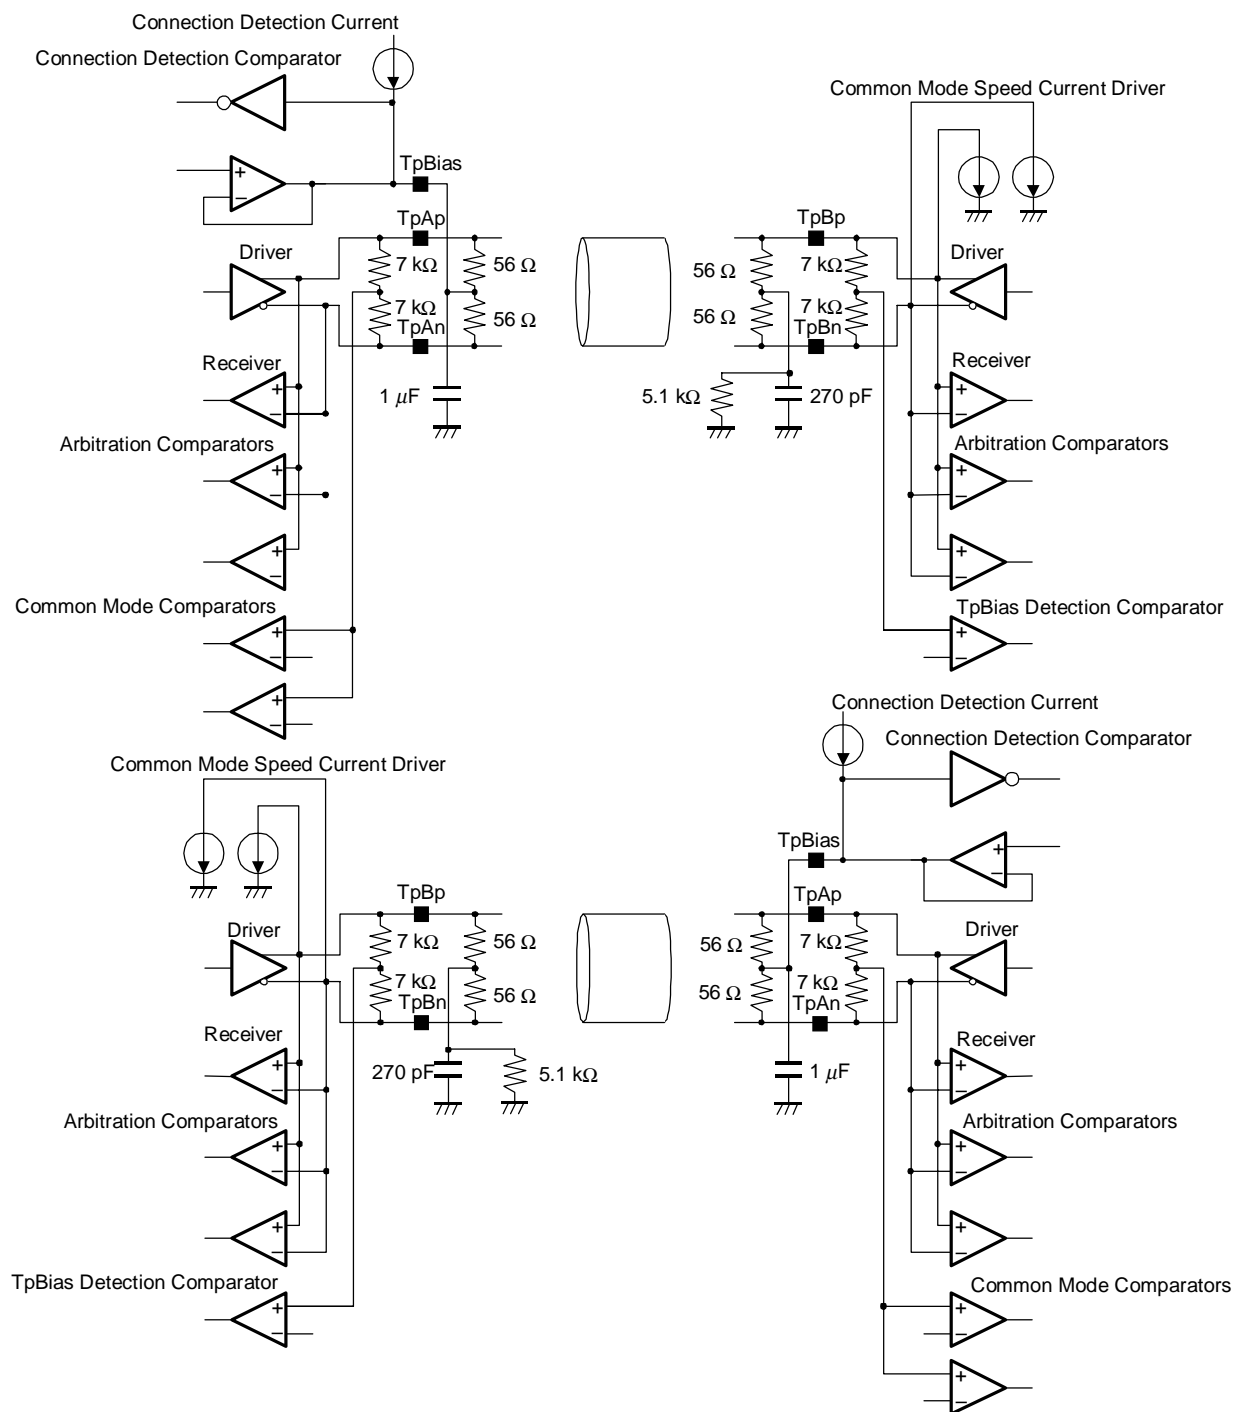 Connection Detection Current
Connection Detection Comparator
Common Mode Speed Current Driver
+
−
TpBias
TpAp
TpBp
Driver
7 kΩ
56 Ω
56 Ω
7 kΩ
Driver
7 kΩ
56 Ω
56 Ω
7 kΩ
TpAn
TpBn
Receiver
+
−
1 μF
5.1 kΩ
270 pF
Receiver
+
−
Arbitration Comparators
+
−
Arbitration Comparators
+
−
+
−
+
−
Common Mode Comparators
+
−
TpBias Detection Comparator
+
−
+
−
Connection Detection Current
Connection Detection Comparator
Common Mode Speed Current Driver
TpBias
+
−
TpBp
TpAp
Driver
7 kΩ
56 Ω
56 Ω
7 kΩ
Driver
7 kΩ
56 Ω
56 Ω
7 kΩ
TpBn
TpAn
Receiver
+
−
270 pF
5.1 kΩ
1 μF
Receiver
+
−
Arbitration Comparators
+
−
Arbitration Comparators
+
−
+
−
+
−
TpBias Detection Comparator
+
−
Common Mode Comparators
+
−
+
−